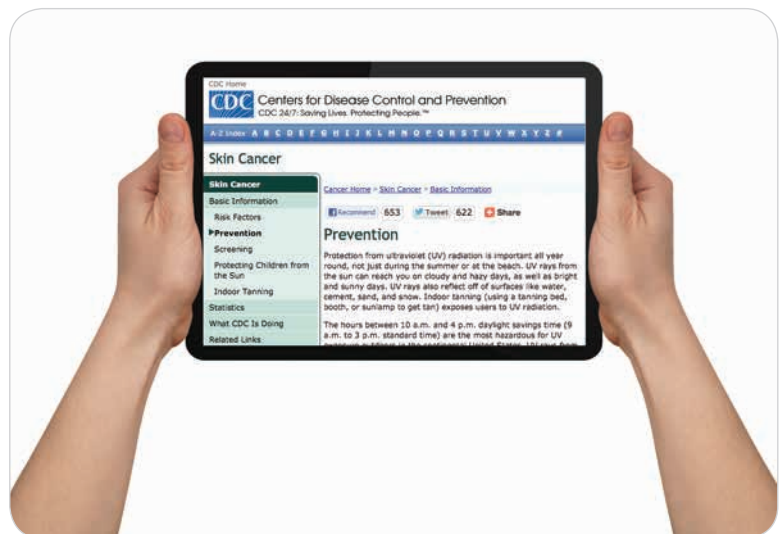 CDC Home
CDC
Centers for Disease Control and Prevention
CDC 24/7: Saving Lives. Protecting People.™
A-Z Index A B C D E F G H I J K L M N O P Q R S T U V W X Y Z #
Skin Cancer
Skin Cancer
Basic Information
Risk Factors
Prevention
Screening
Protecting Children from
the Sun
Indoor Tanning
Statistics
What CDC Is Doing
Related Links
Cancer Home > Skin Cancer > Basic Information
Recommend 653 Tweet 622 Share
Prevention
Protection from ultraviolet (UV) radiation is important all year
round, not just during the summer or at the beach. UV rays from
the sun can reach you on cloudy and hazy days, as well as bright
and sunny days. UV rays also reflect off of surfaces like water,
cement, sand, and snow. Indoor tanning (using a tanning bed,
booth, or sunlamp to get tan) exposes users to UV radiation.
The hours between 10 a.m. and 4 p.m. daylight savings time (9
a.m. to 3 p.m. standard time) are the most hazardous for UV